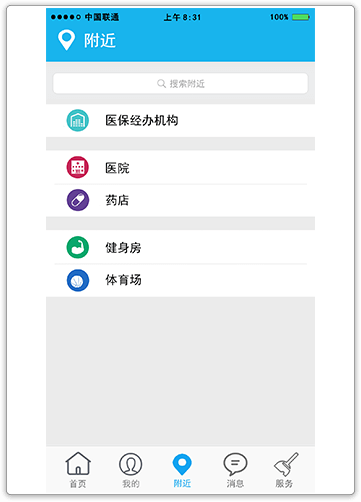 中国联通 上午 8:31 100%
附近
搜索附近
医保经办机构
医院
药店
健身房
体育场
首页 我的 附近 消息 服务